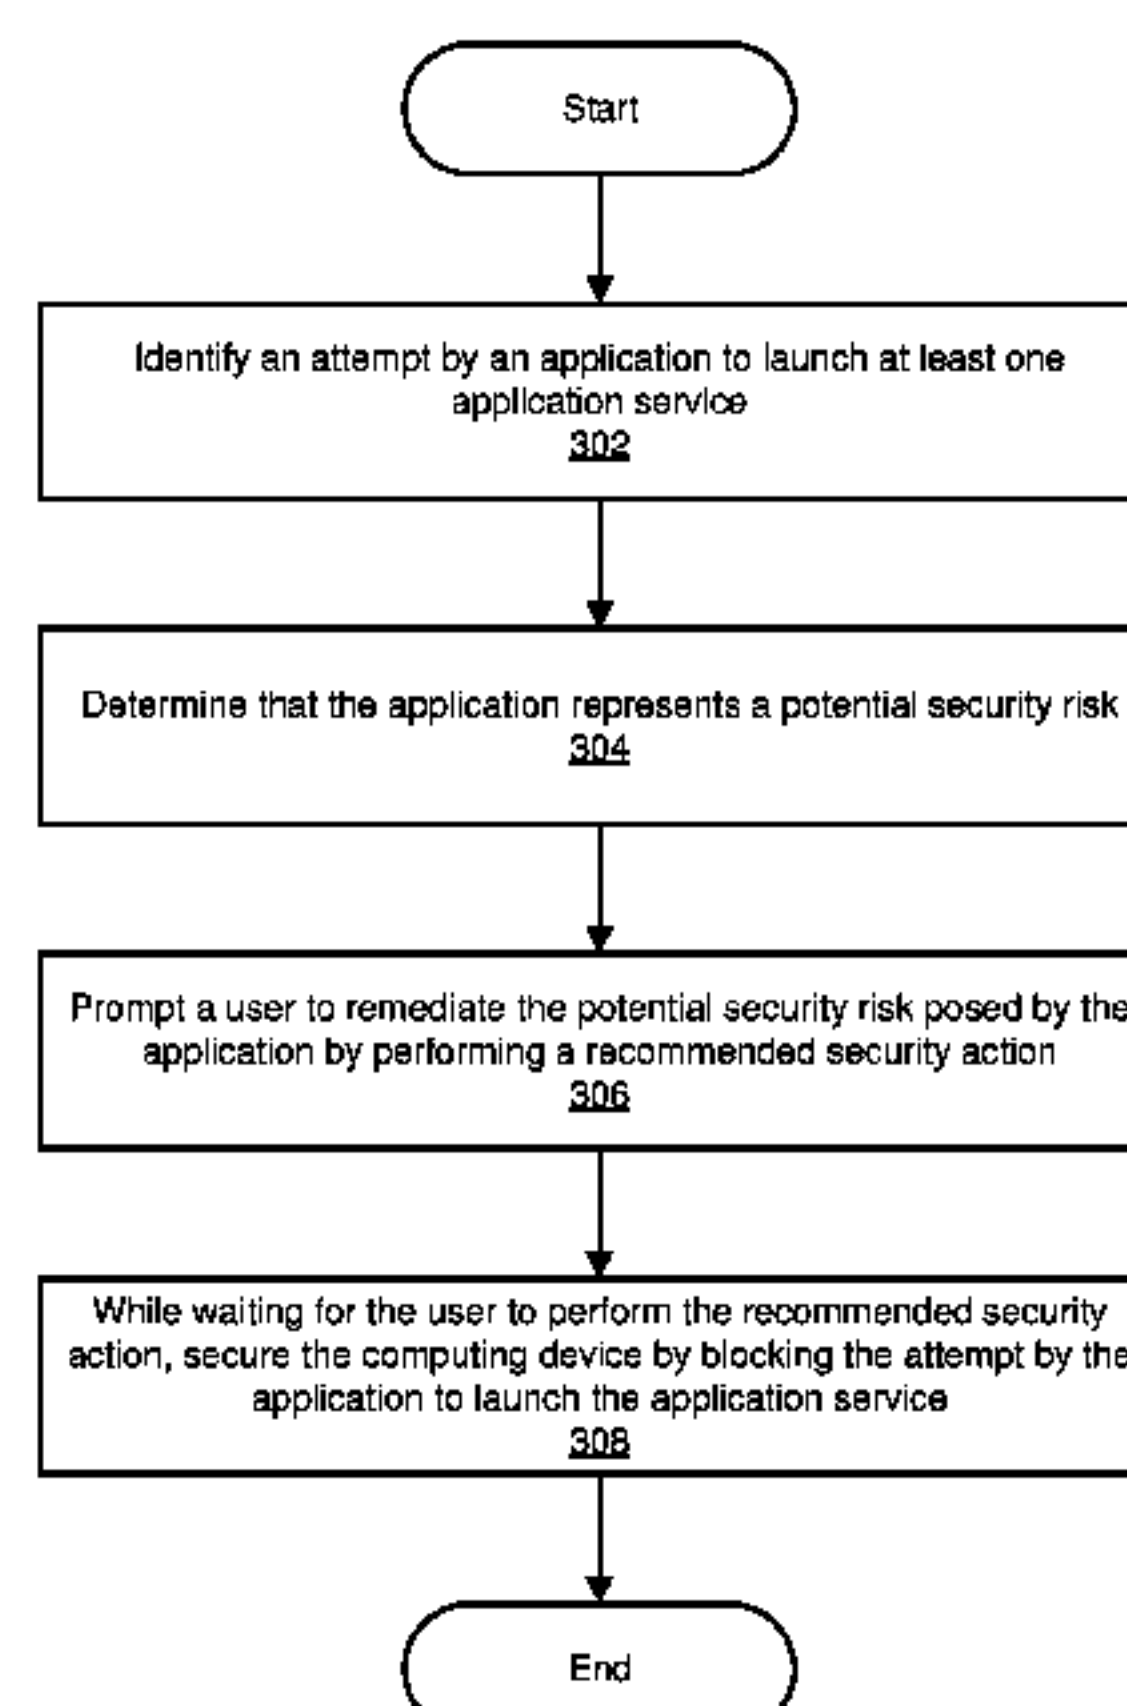 Start
Identify an attempt by an application to launch at least one
application service
302
Determine that the application represents a potential security risk
304
Prompt a user to remediate the potential security risk posed by the
application by performing a recommended security action
306
While waiting for the user to perform the recommended security
action, secure the computing device by blocking the attempt by the
application to launch the application service
308
End